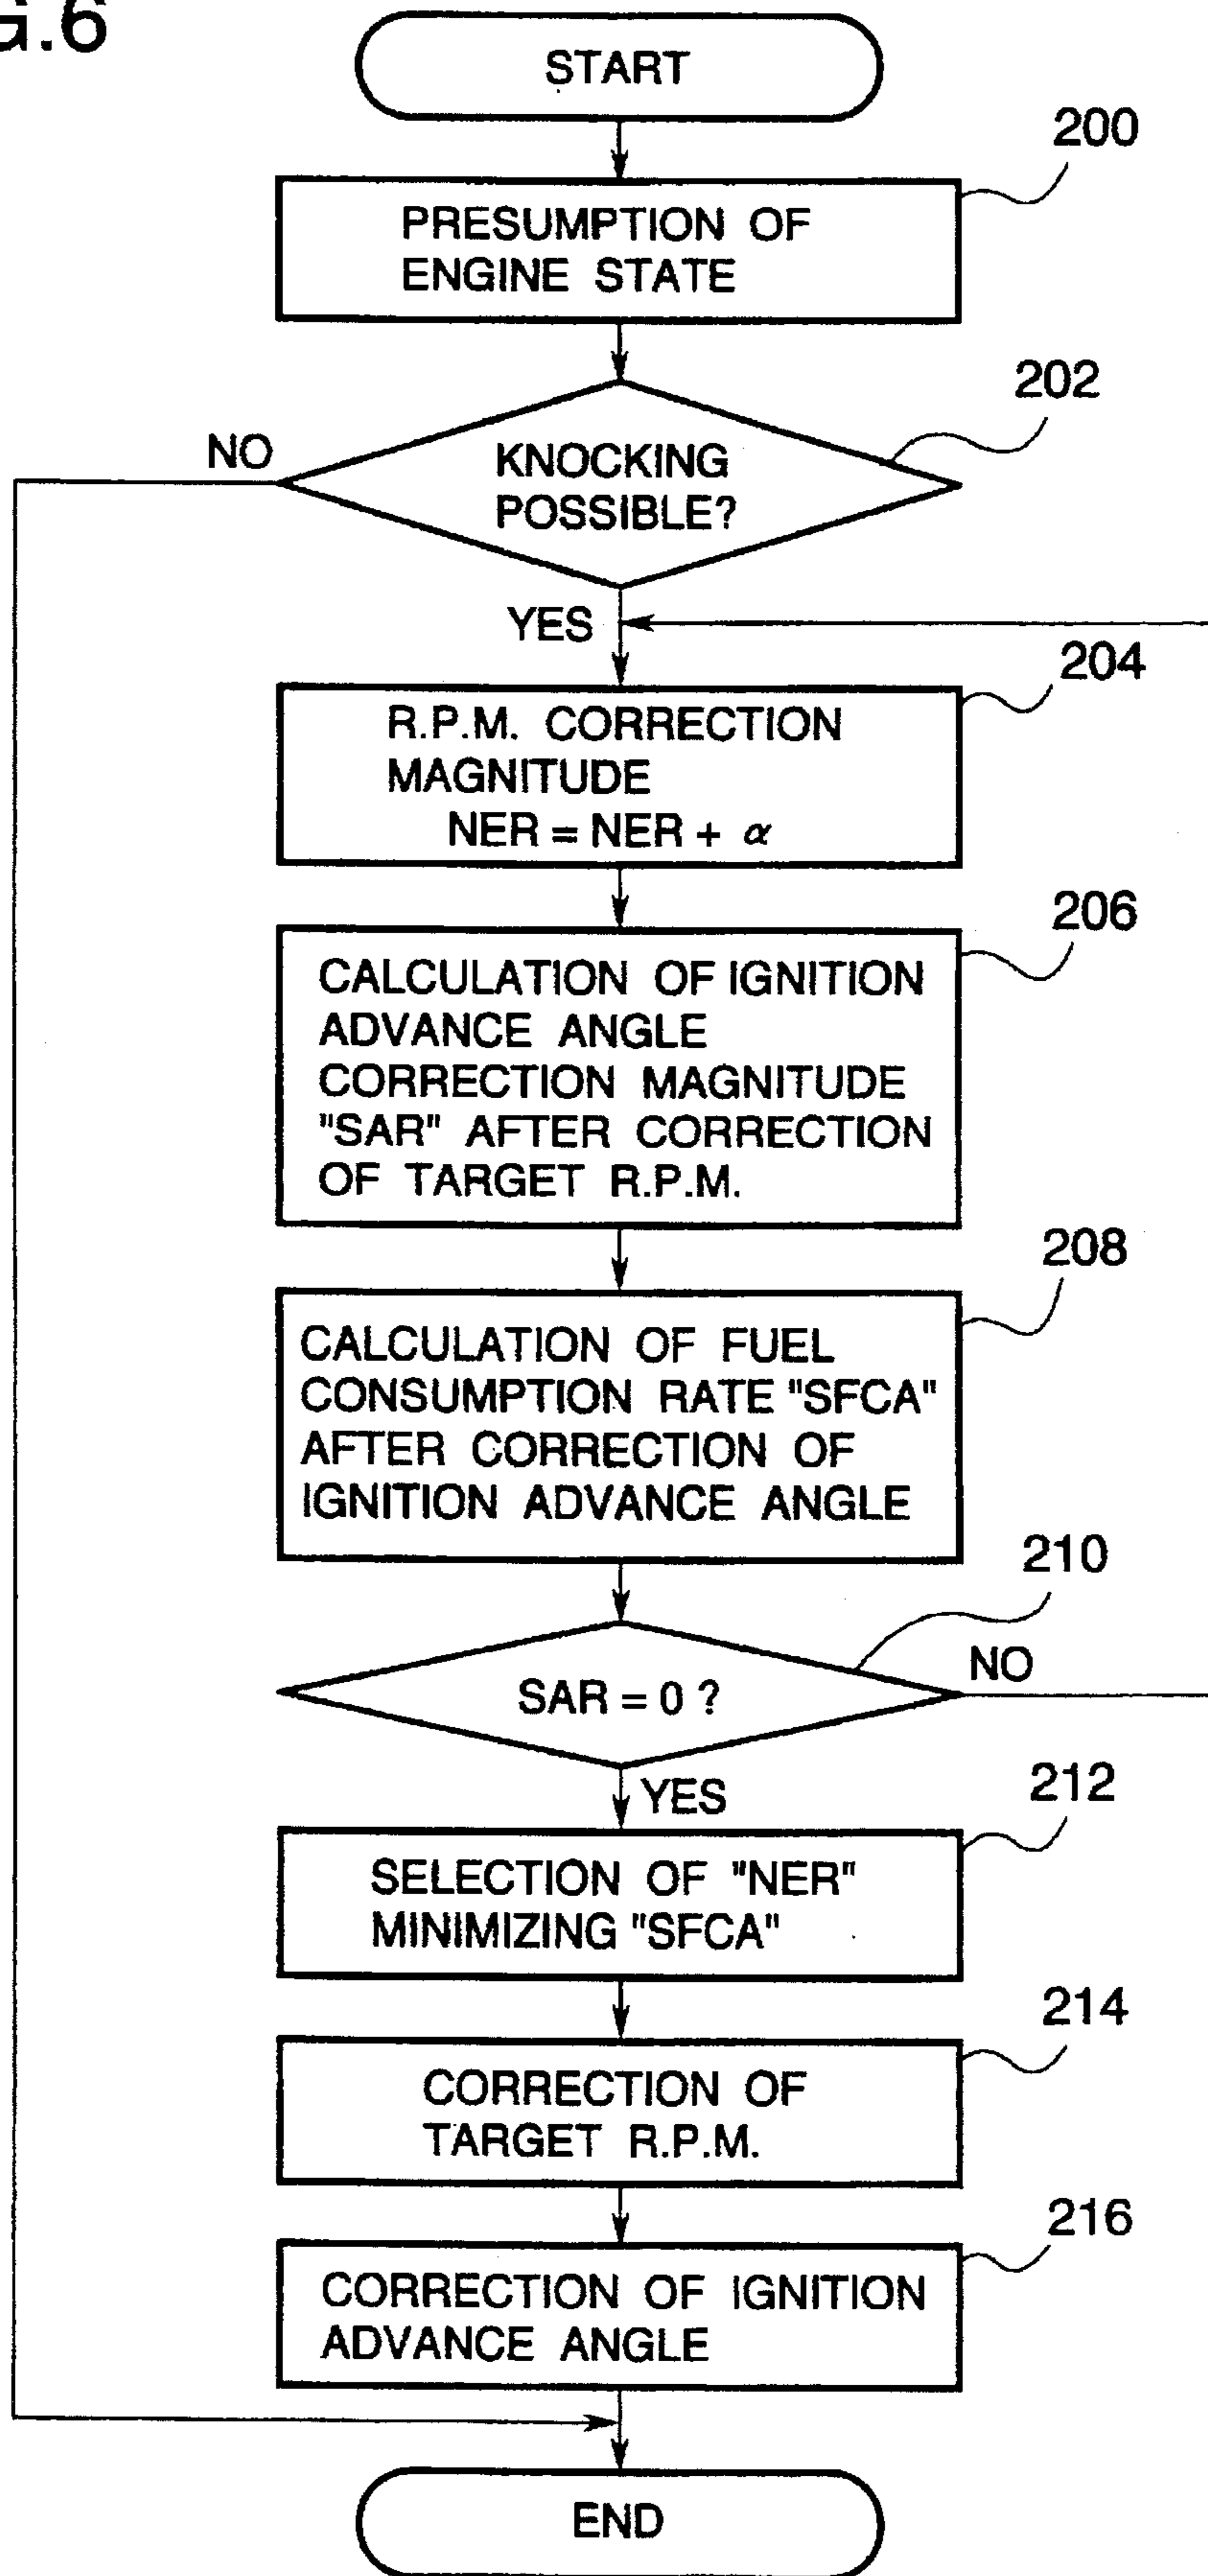 G.6
START
200
PRESUMPTION OF
ENGINE STATE
202
NO
KNOCKING
POSSIBLE?
YES
204
R.P.M. CORRECTION
MAGNITUDE
NER = NER + α
206
CALCULATION OF IGNITION
ADVANCE ANGLE
CORRECTION MAGNITUDE
"SAR" AFTER CORRECTION
OF TARGET R.P.M.
208
CALCULATION OF FUEL
CONSUMPTION RATE "SFCA"
AFTER CORRECTION OF
IGNITION ADVANCE ANGLE
210
NO
SAR = 0 ?
YES
212
SELECTION OF "NER"
MINIMIZING "SFCA"
214
CORRECTION OF
TARGET R.P.M.
216
CORRECTION OF IGNITION
ADVANCE ANGLE
END